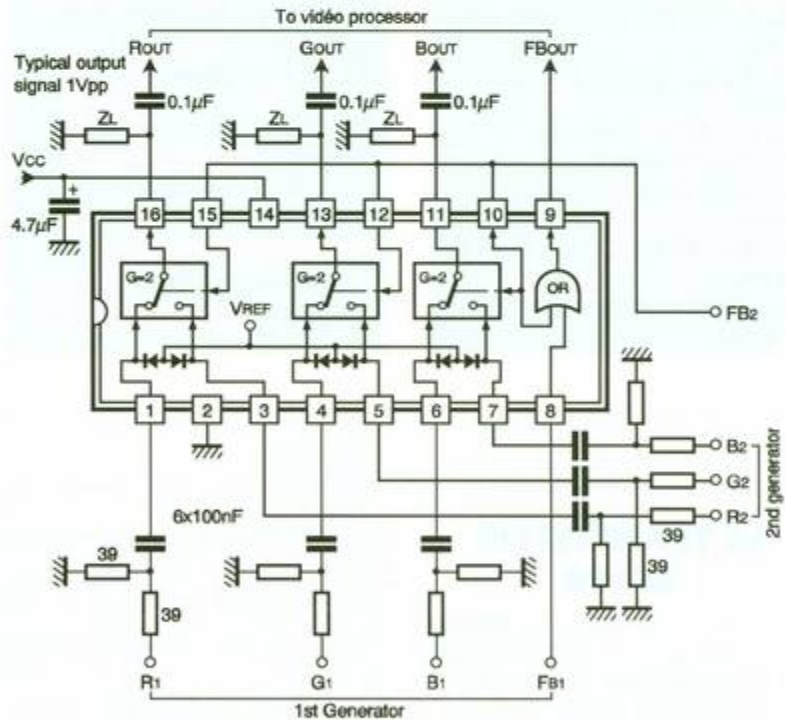 To vidéo processor
ROUT GOUT BOUT FBOUT
Typical output
signal 1Vpp
0.1µF 0.1µF 0.1µF
ZL ZL ZL
Vcc
+
4.7µF
16 15 14 13 12 11 10 9
G=2 G=2 G=2
OR
VREF
FB2
1 2 3 4 5 6 7 8
B2
G2
R2
2nd generator
6x100nF
39
39
39
39
R1 G1 B1 FB1
1st Generator